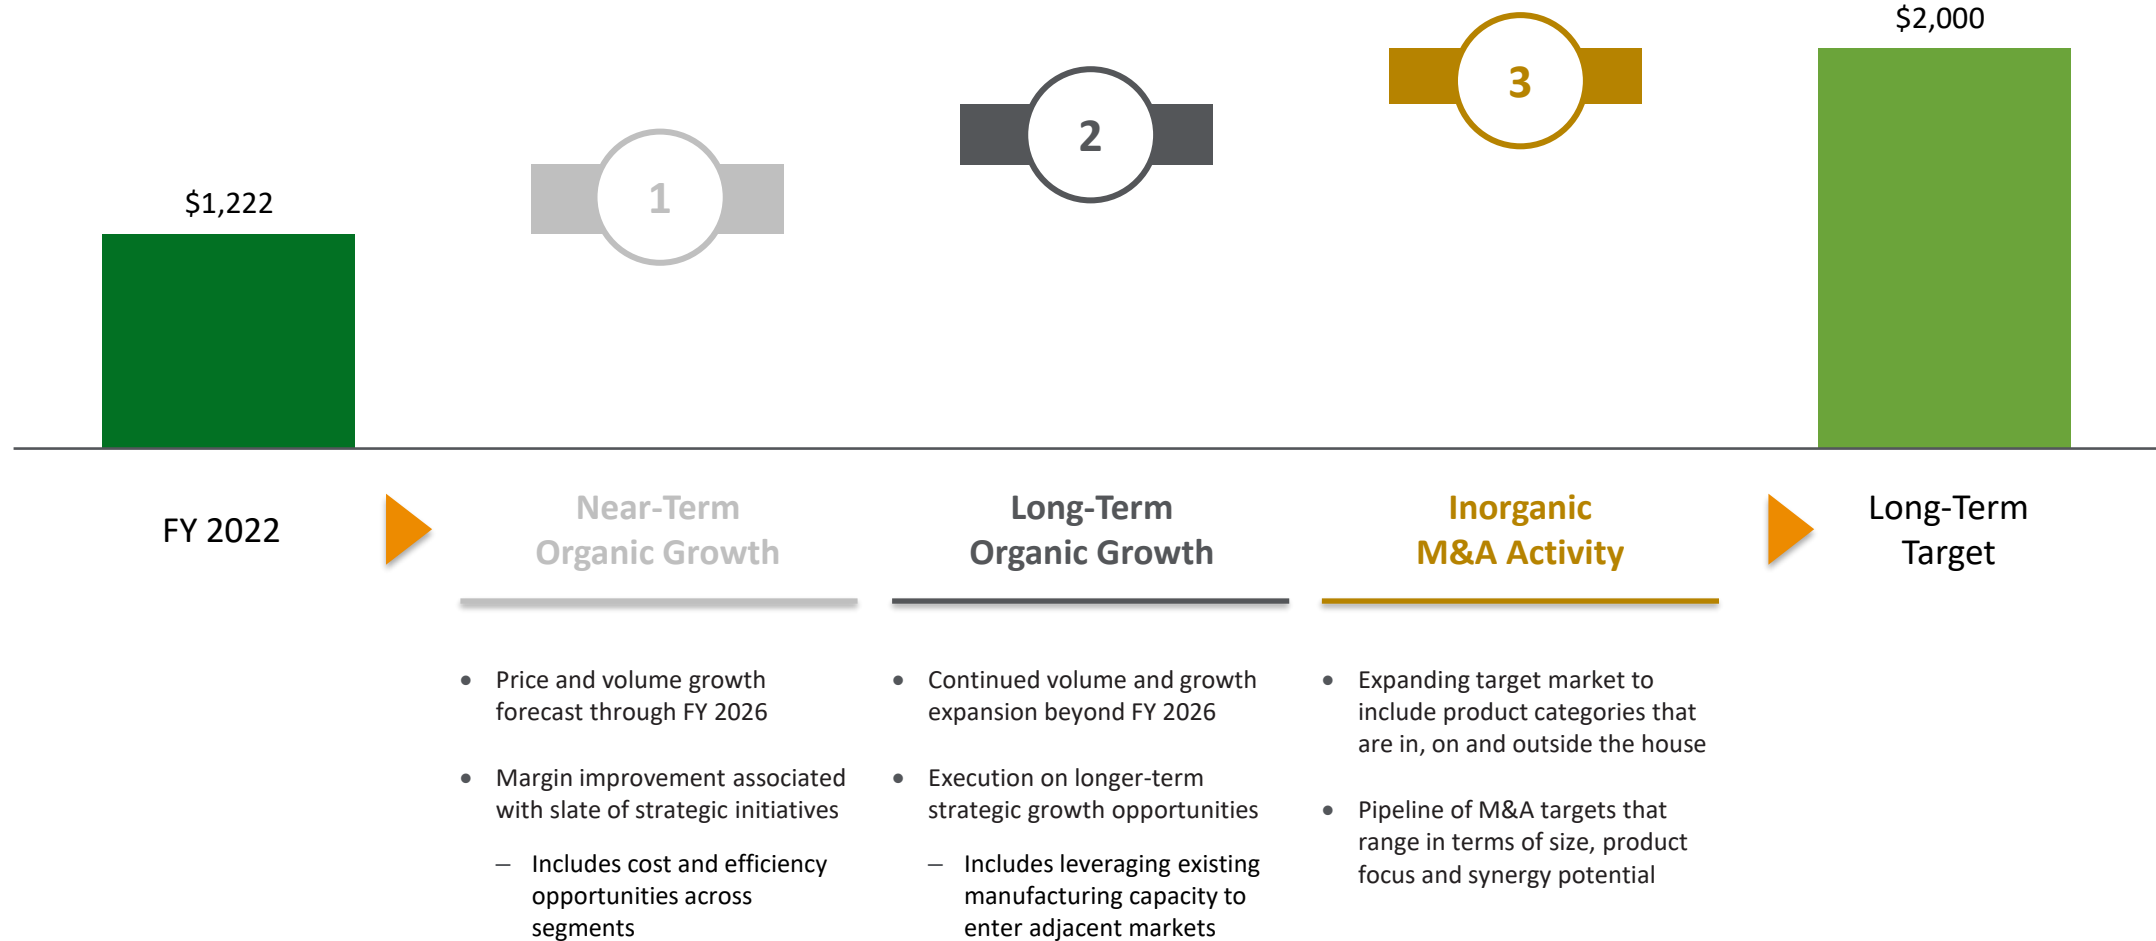 $1,222
1
2
3
$2,000
FY 2022
Near-Term
Organic Growth
Long-Term
Organic Growth
Inorganic
M&A Activity
Long-Term
Target
• Price and volume growth
forecast through FY 2026
• Margin improvement associated
with slate of strategic initiatives
– Includes cost and efficiency
opportunities across
segments
• Continued volume and growth
expansion beyond FY 2026
• Execution on longer-term
strategic growth opportunities
– Includes leveraging existing
manufacturing capacity to
enter adjacent markets
• Expanding target market to
include product categories that
are in, on and outside the house
• Pipeline of M&A targets that
range in terms of size, product
focus and synergy potential